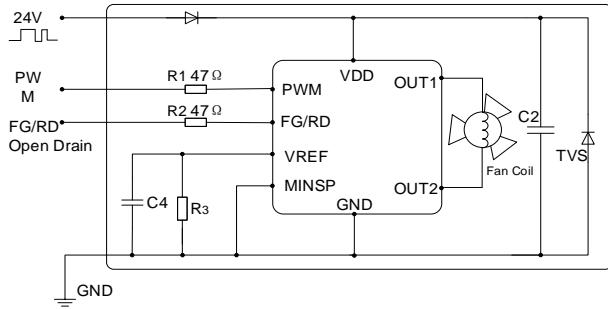 24V
PW
M
FG/RD
Open Drain
R1 47Ω
R2 47Ω
PWM
FG/RD
VREF
MINSP
VDD
OUT1
OUT2
GND
Fan Coil
C2
TVS
C4
R3
GND